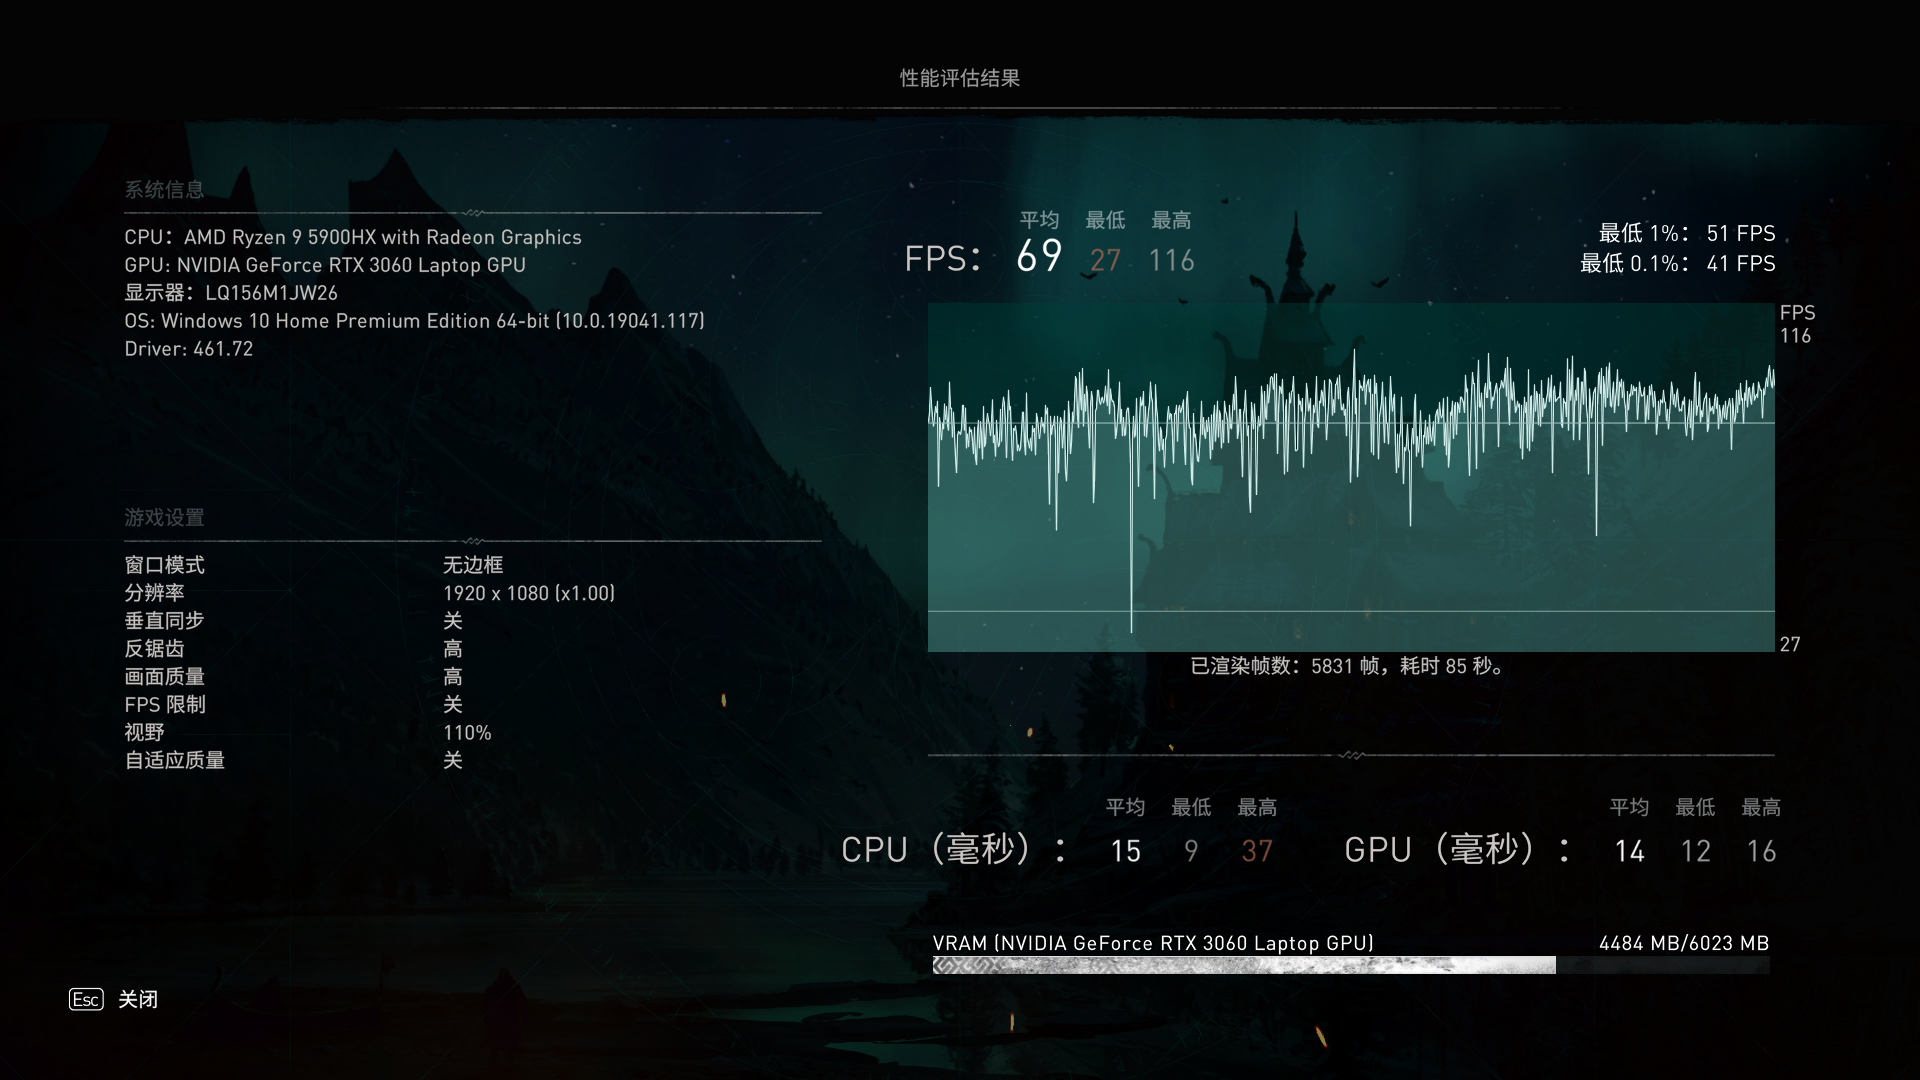 性能评估结果
系统信息
CPU：AMD Ryzen 9 5900HX with Radeon Graphics
GPU: NVIDIA GeForce RTX 3060 Laptop GPU
显示器：LQ156M1JW26
OS: Windows 10 Home Premium Edition 64-bit (10.0.19041.117)
Driver: 461.72
游戏设置
窗口模式 无边框
分辨率 1920 x 1080 (x1.00)
垂直同步 关
反锯齿 高
画面质量 高
FPS 限制 关
视野 110%
自适应质量 关
平均 最低 最高
FPS： 69 27 116
最低 1%： 51 FPS
最低 0.1%： 41 FPS
FPS
116
27
已渲染帧数：5831 帧，耗时 85 秒。
平均 最低 最高
CPU（毫秒）： 15 9 37
平均 最低 最高
GPU（毫秒）： 14 12 16
VRAM (NVIDIA GeForce RTX 3060 Laptop GPU) 4484 MB/6023 MB
Esc 关闭